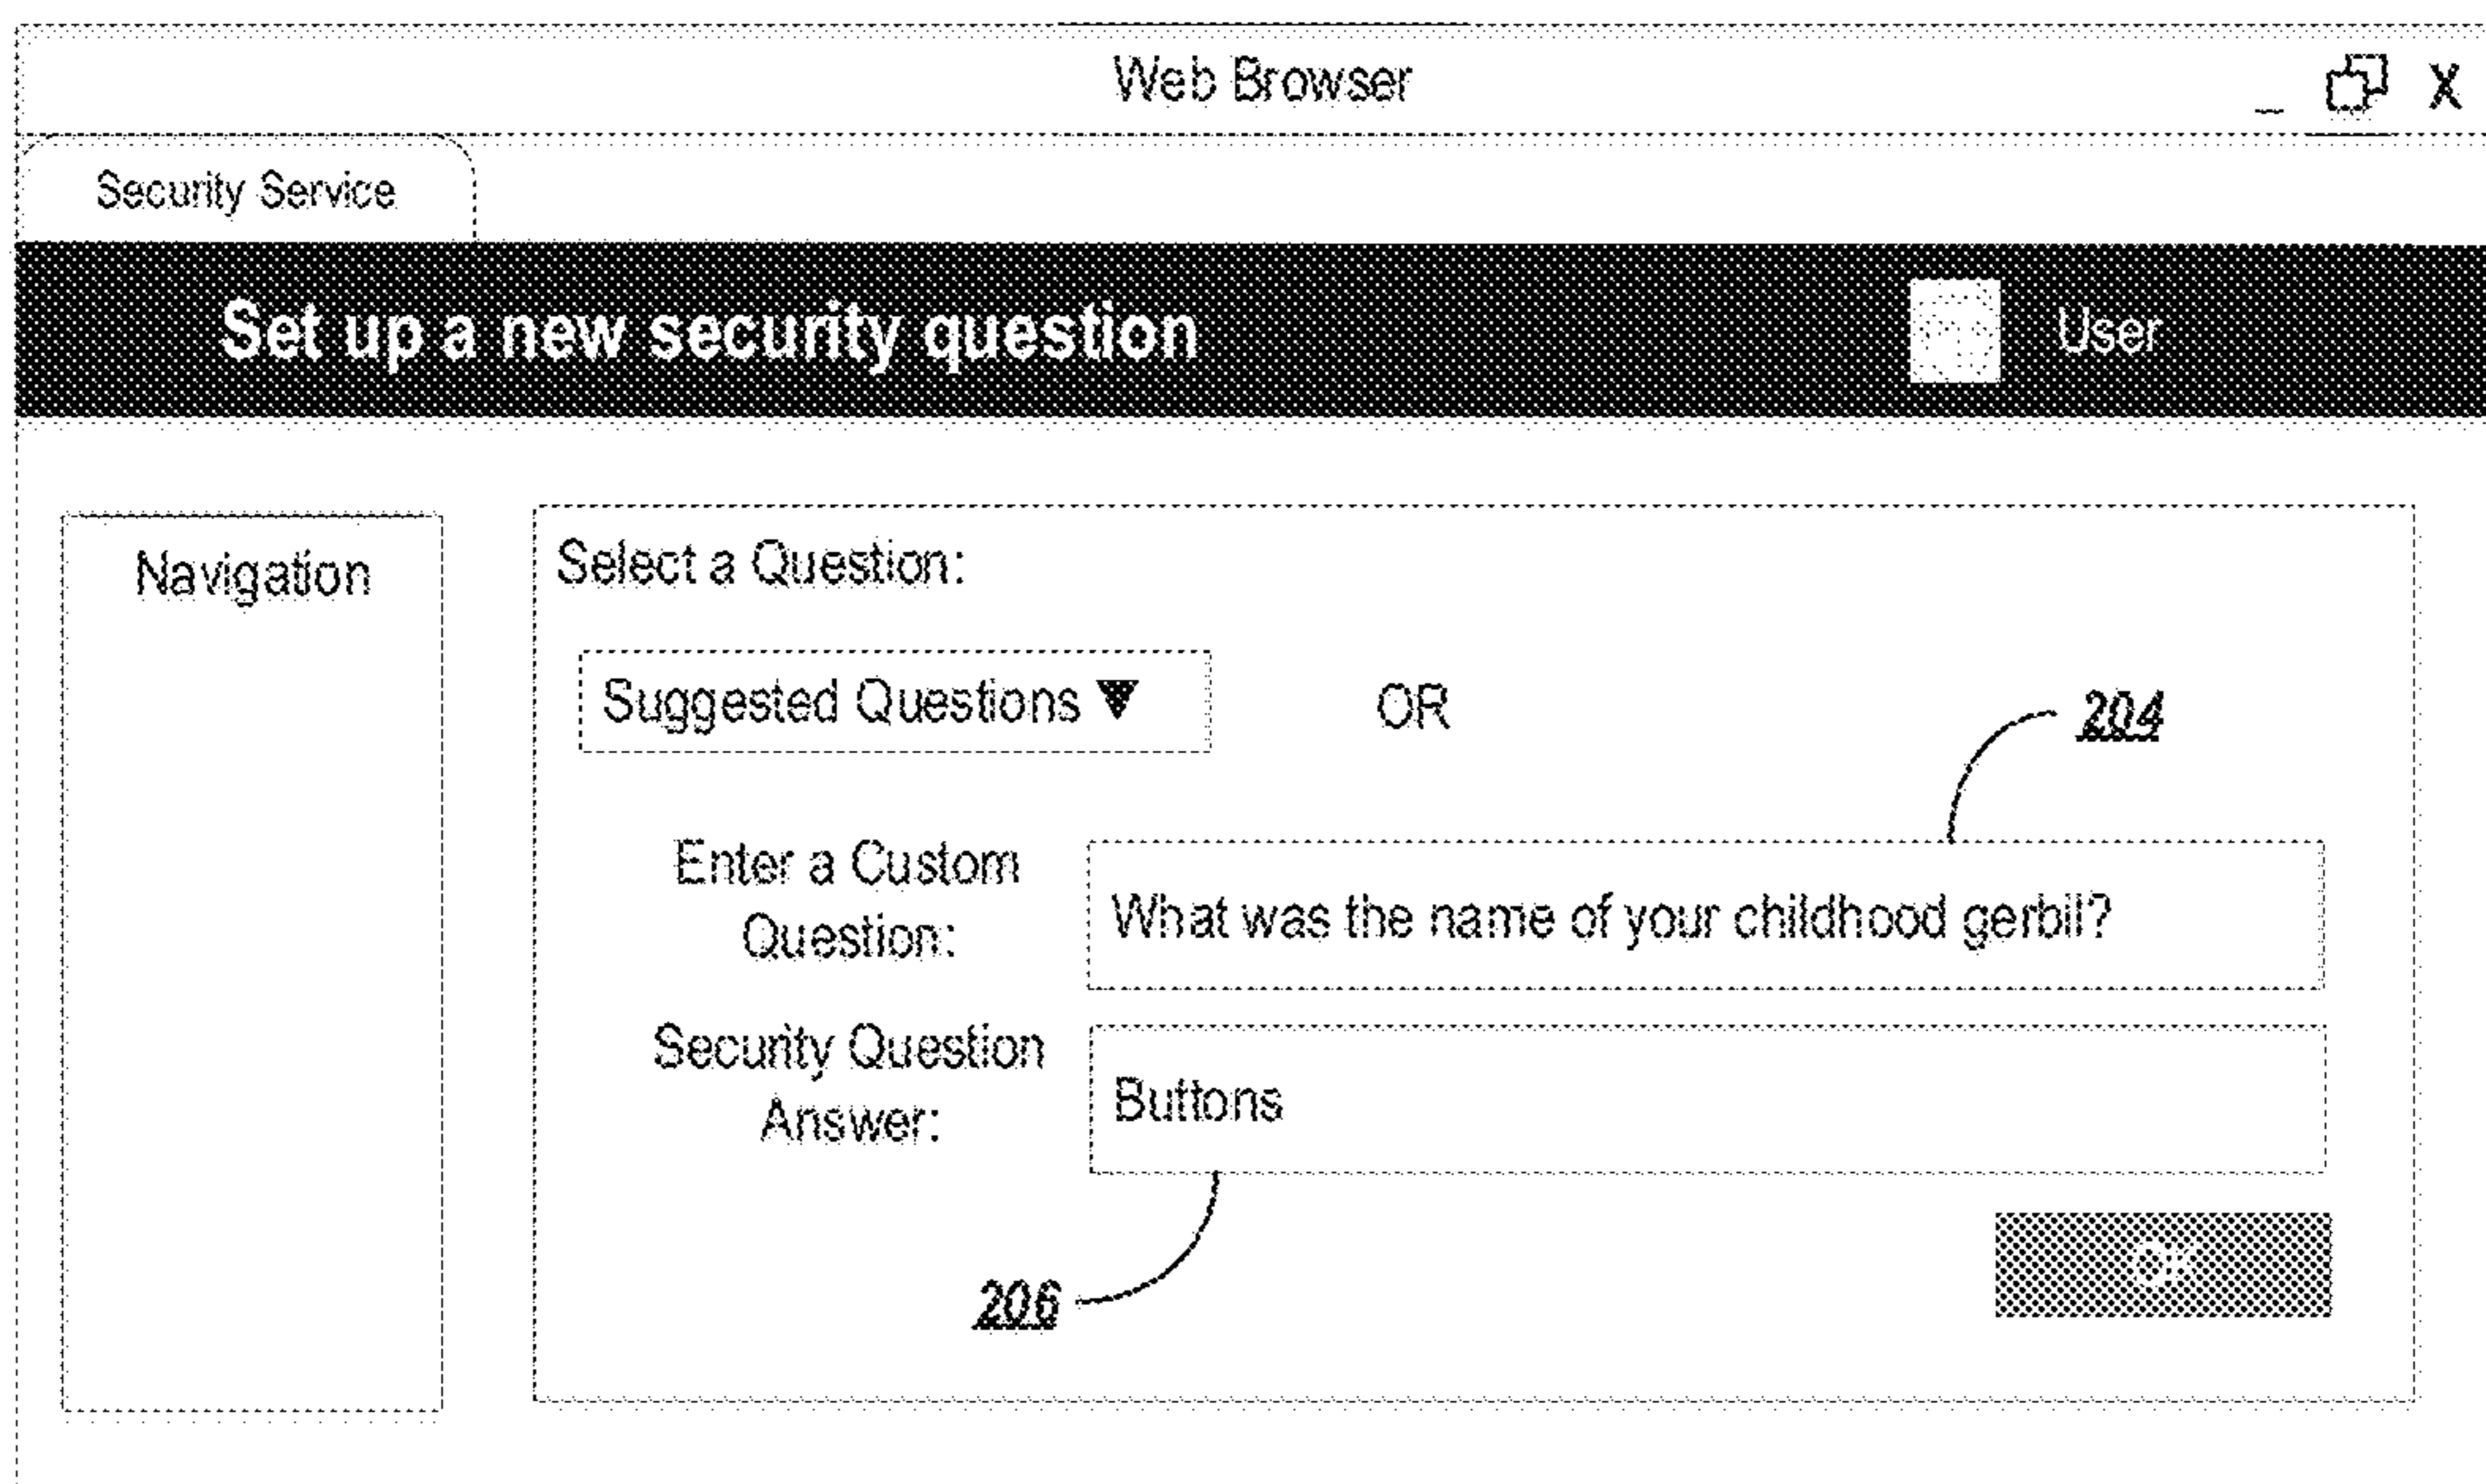 Web Browser
_ X
Security Service
Set up a new security question
User
Navigation
Select a Question:
Suggested Questions ▼
OR
204
Enter a Custom
Question:
What was the name of your childhood gerbil?
Security Question
Answer:
Buttons
OK
206